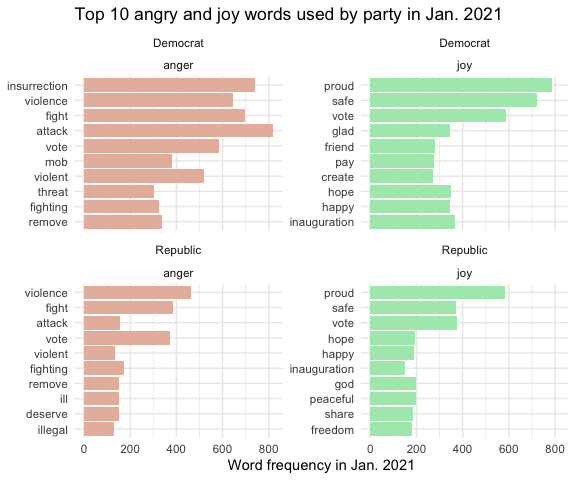 Top 10 angry and joy words used by party in Jan. 2021
Democrat
anger
insurrection
violence
fight
attack
vote
mob
violent
threat
fighting
remove
Democrat
joy
proud
safe
vote
glad
friend
pay
create
hope
happy
inauguration
Republic
anger
violence
fight
attack
vote
violent
fighting
remove
ill
deserve
illegal
0 200 400 600 800
Republic
joy
proud
safe
vote
hope
happy
inauguration
god
peaceful
share
freedom
0 200 400 600 800
Word frequency in Jan. 2021